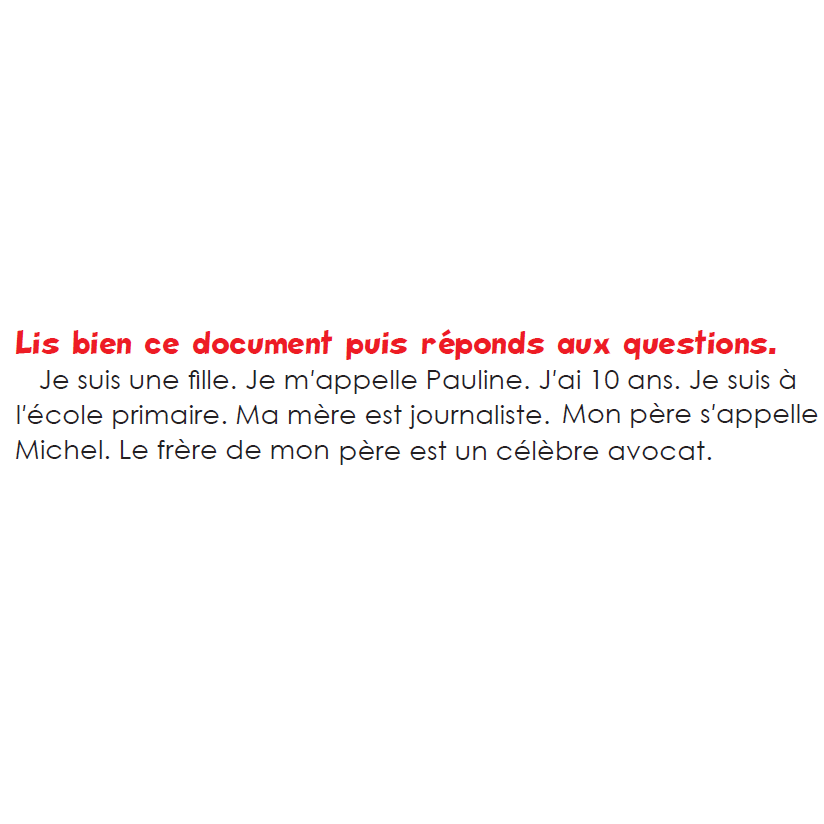 Lis bien ce document puis réponds aux questions.
Je suis une fille. Je m'appelle Pauline. J'ai 10 ans. Je suis à
l'école primaire. Ma mère est journaliste. Mon père s'appelle
Michel. Le frère de mon père est un célèbre avocat.